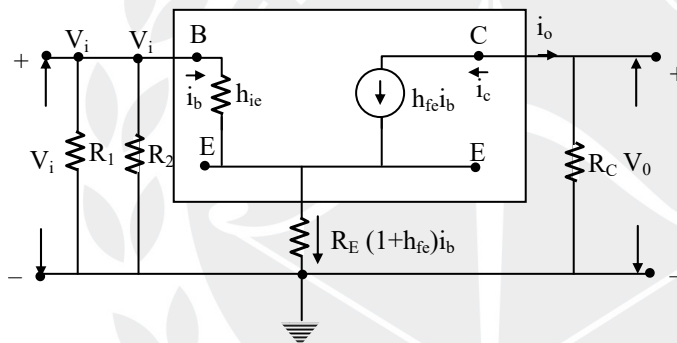 V_i V_i B C i_o
+ +
i_b h_ie h_fe i_b i_c
V_i R_1 R_2 E E R_C V_0
R_E (1+h_fe)i_b
– –